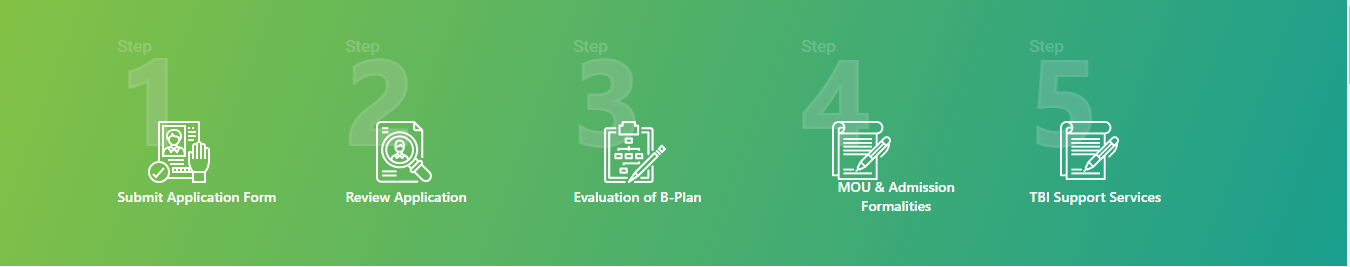 Step
1
Submit Application Form
Step
2
Review Application
Step
3
Evaluation of B-Plan
Step
4
MOU & Admission
Formalities
Step
5
TBI Support Services